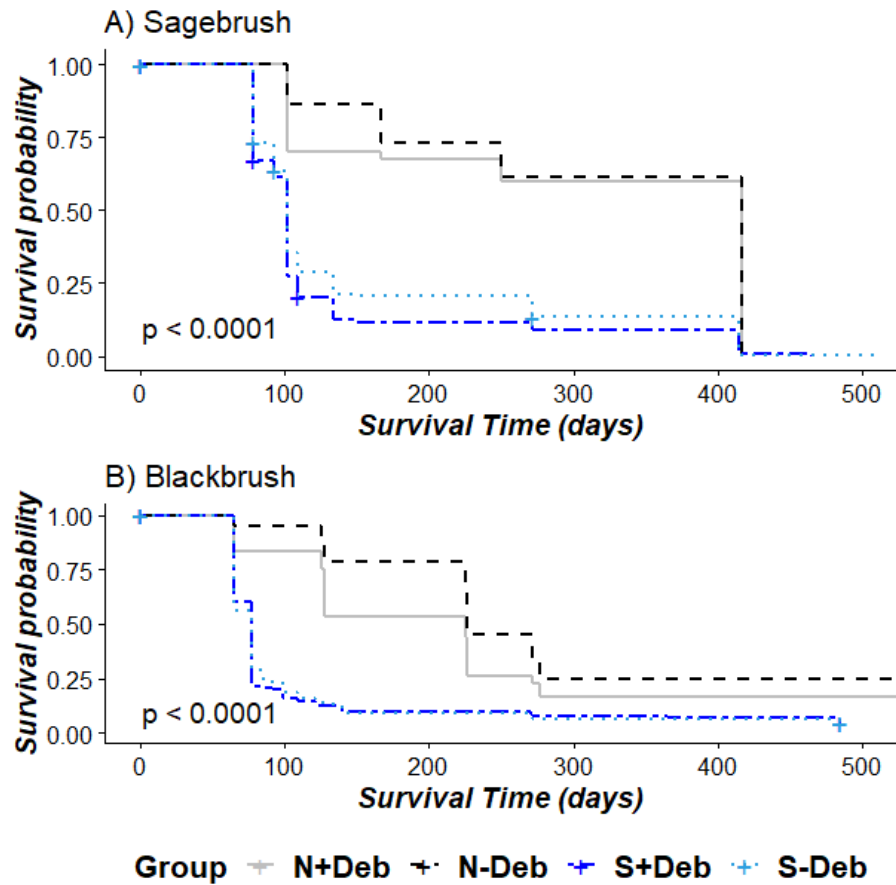 A) Sagebrush
Survival probability
1.00
0.75
0.50
0.25
0.00
p < 0.0001
0 100 200 300 400 500
Survival Time (days)
B) Blackbrush
Survival probability
1.00
0.75
0.50
0.25
0.00
p < 0.0001
0 100 200 300 400 500
Survival Time (days)
Group N+Deb N-Deb S+Deb S-Deb